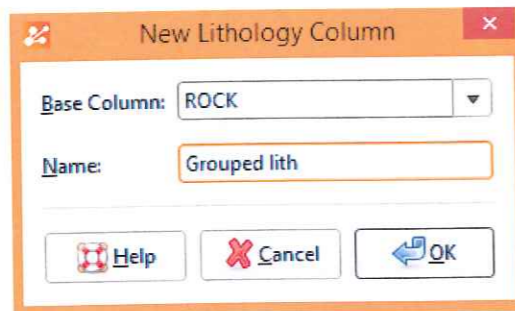 New Lithology Column
Base Column: ROCK
Name: Grouped lith
Help Cancel OK